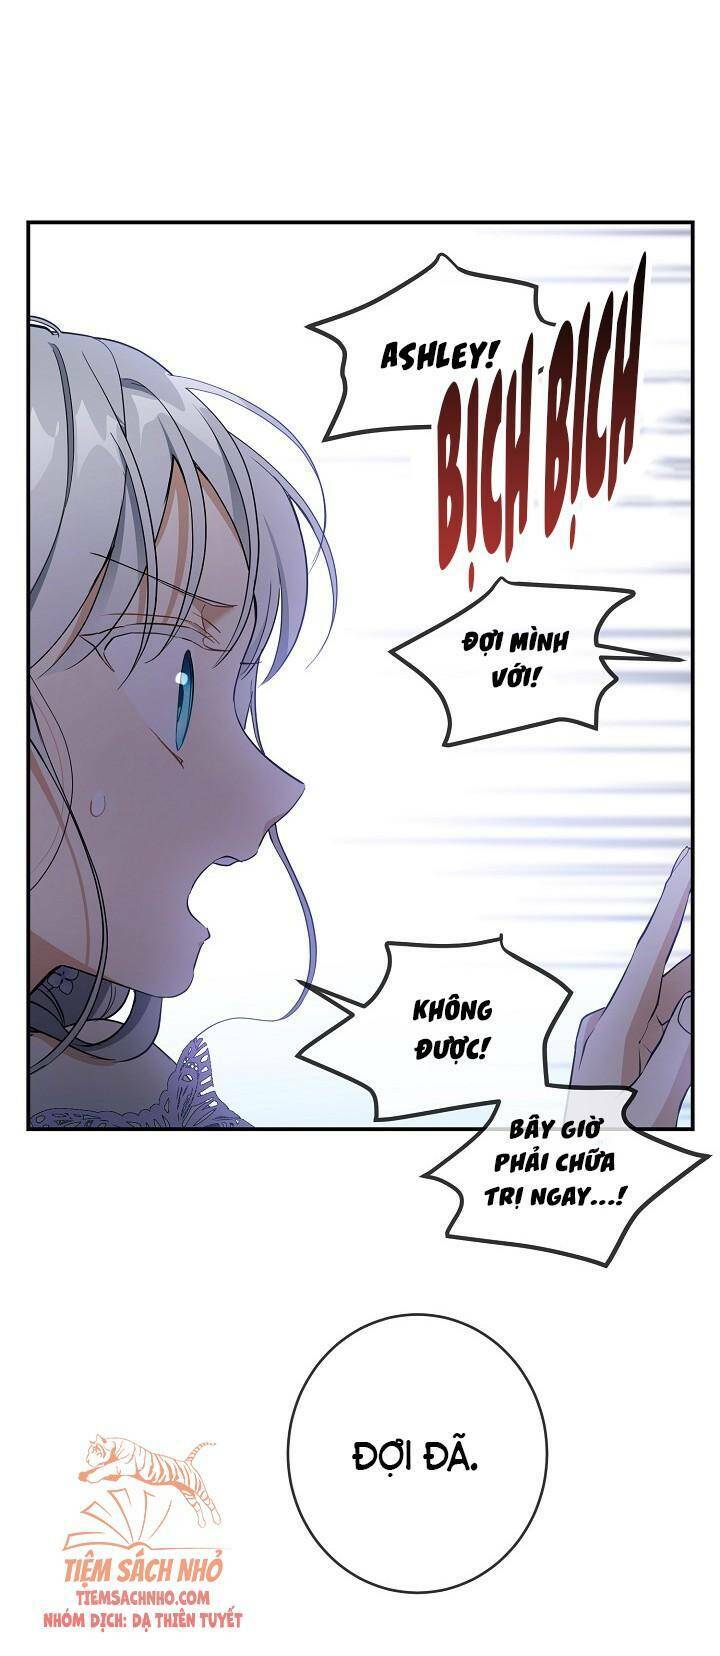 ASHLEY!
BỊCH BỊCH
ĐỢI MÌNH
VỚI!
KHÔNG
ĐƯỢC!
BÂY GIỜ
PHẢI CHỮA
TRỊ NGAY...!
ĐỢI ĐÃ.
TIỆM SÁCH NHỎ
TIEMSACHNHO.COM
NHÓM DỊCH: DẠ THIÊN TUYẾT